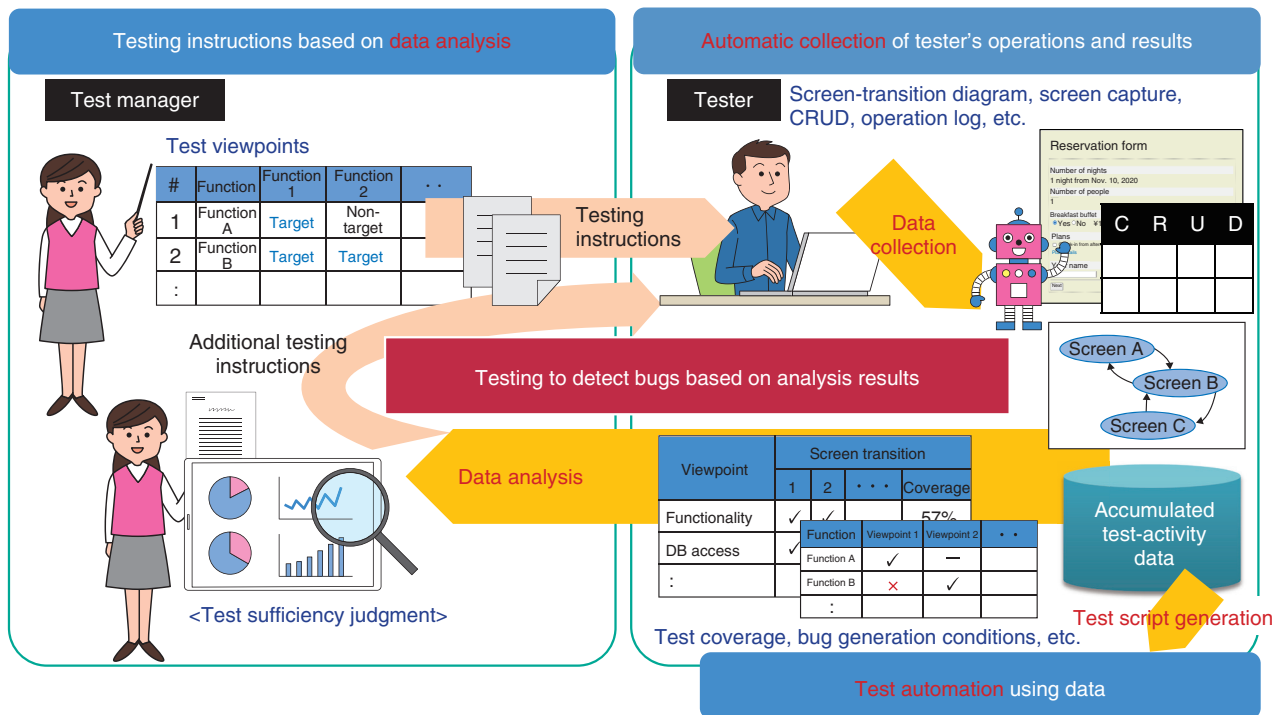 Testing instructions based on data analysis
Automatic collection of tester's operations and results
Test manager
Test viewpoints
# Function Function 1 Function 2 · ·
1 Function A Target Non-target
2 Function B Target Target
:
Testing instructions
Tester
Screen-transition diagram, screen capture,
CRUD, operation log, etc.
Data collection
Reservation form
Number of nights
1 night from Nov. 10, 2020
Number of people
1
Breakfast buffet
Yes No
Plans
name
Next
C R U D
Additional testing
instructions
Testing to detect bugs based on analysis results
Screen A
Screen B
Screen C
Data analysis
Viewpoint Screen transition
1 2 · · · Coverage
Functionality ✓ ✓ 57%
DB access ✓
:
Function Viewpoint 1 Viewpoint 2 · ·
Function A ✓ –
Function B × ✓
:
Accumulated
test-activity
data
<Test sufficiency judgment>
Test coverage, bug generation conditions, etc.
Test script generation
Test automation using data